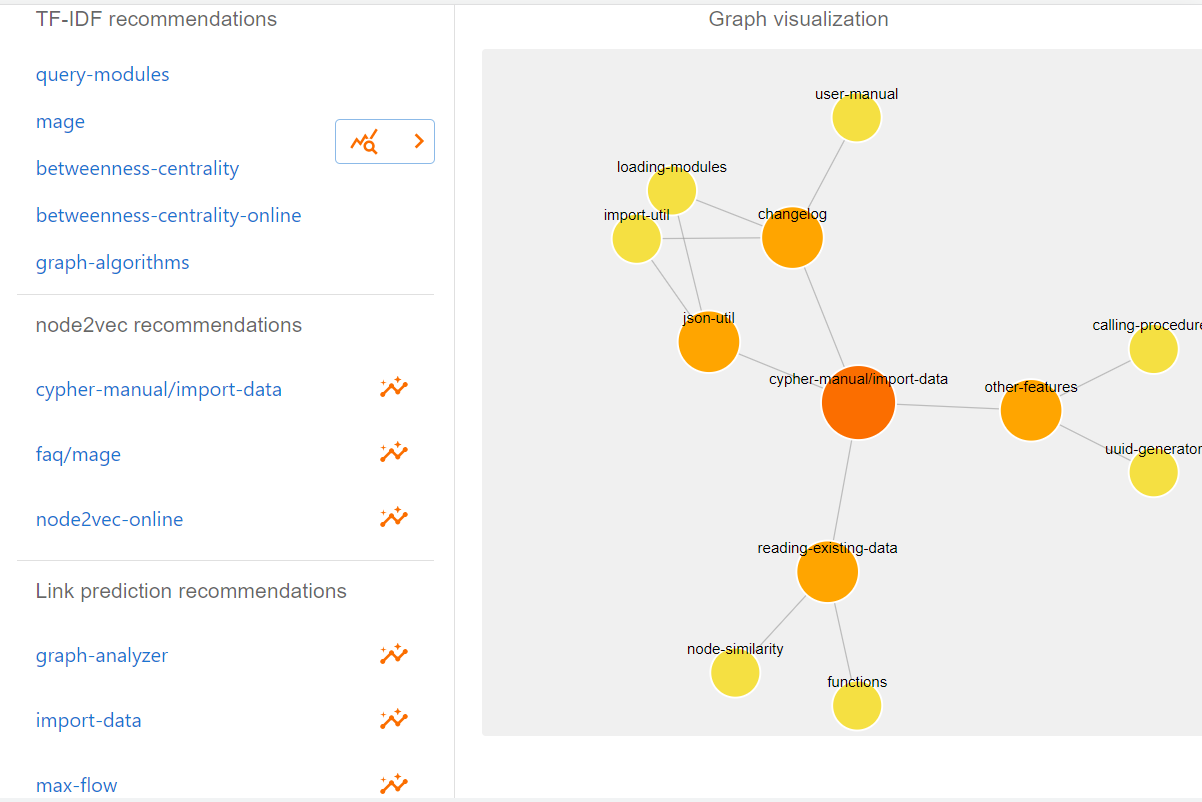 TF-IDF recommendations
query-modules
mage
betweenness-centrality
betweenness-centrality-online
graph-algorithms
node2vec recommendations
cypher-manual/import-data
faq/mage
node2vec-online
Link prediction recommendations
graph-analyzer
import-data
max-flow
Graph visualization
user-manual
loading-modules
import-util
changelog
json-util
calling-procedure
cypher-manual/import-data
other-features
uuid-generator
reading-existing-data
node-similarity
functions